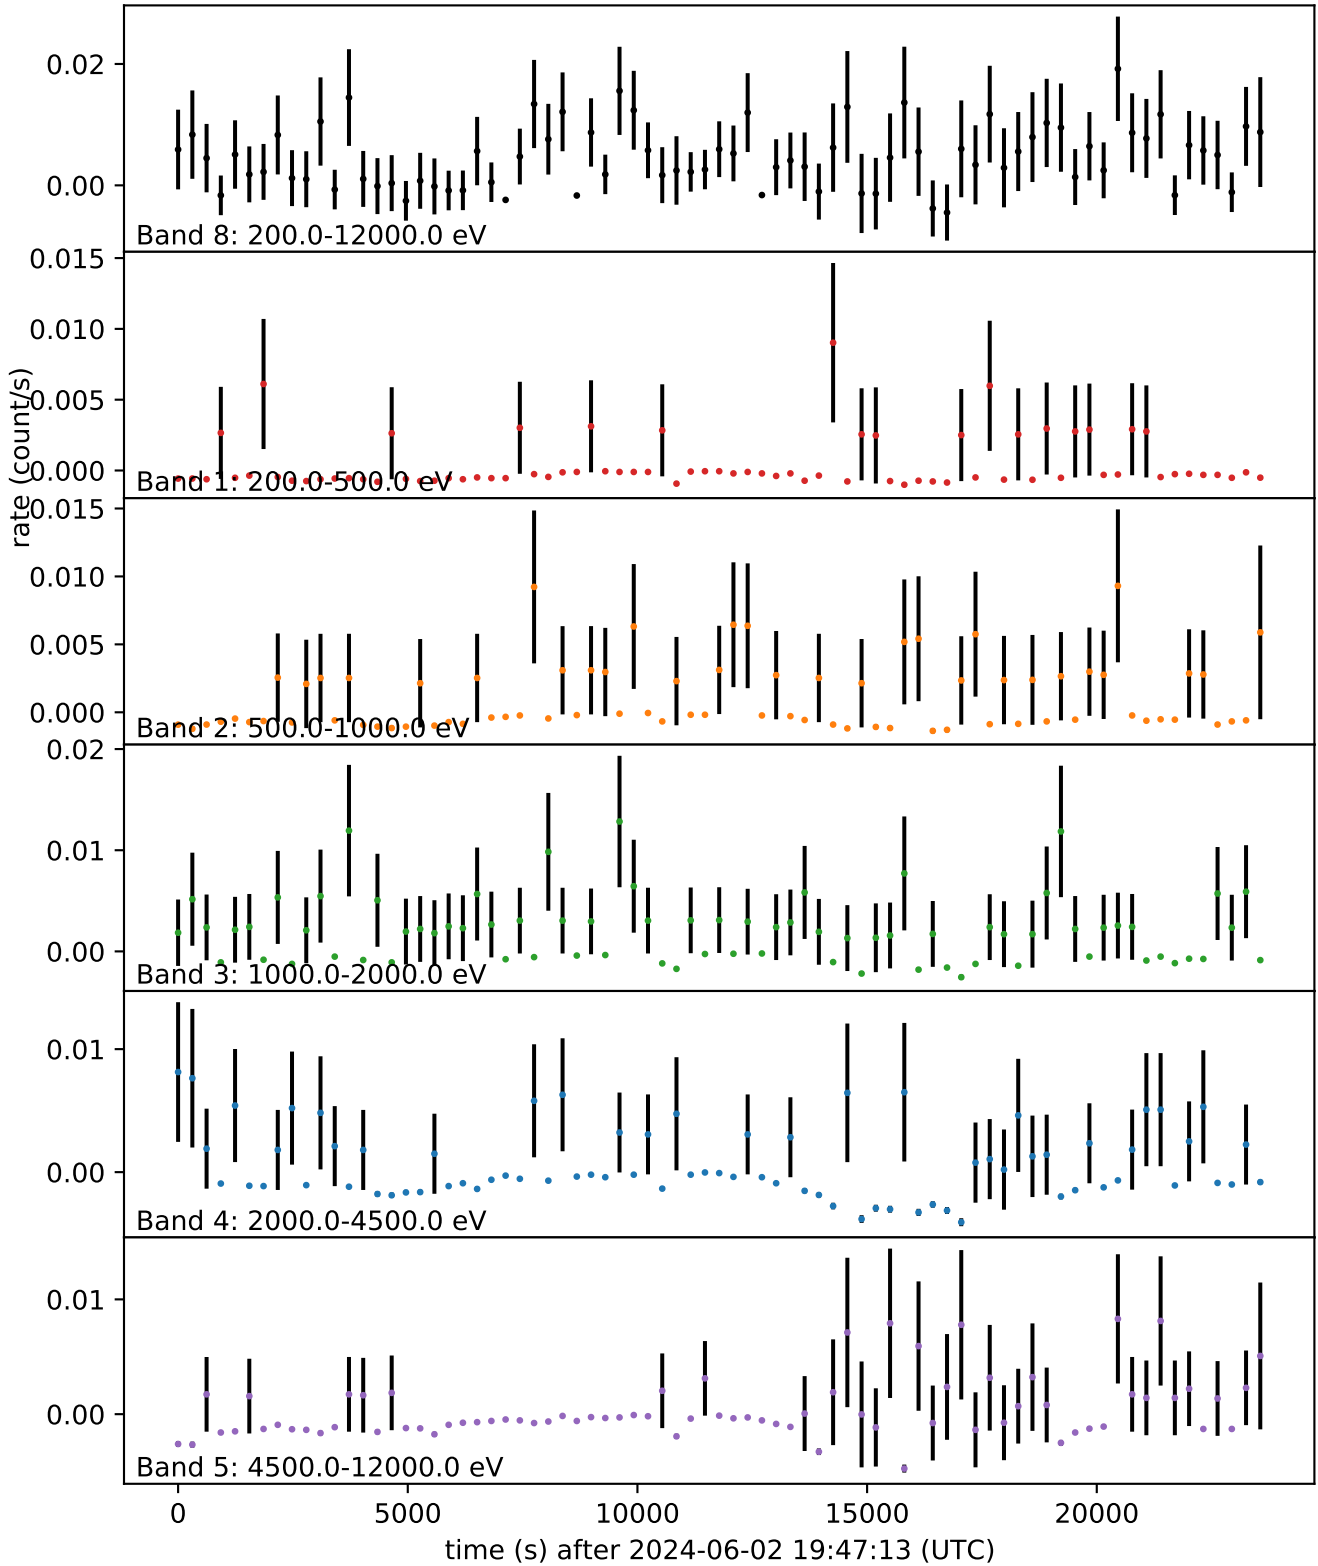 0.02
0.00
Band 8: 200.0-12000.0 eV
0.015
0.010
0.005
0.000
Band 1: 200.0-500.0 eV
rate (count/s)
0.015
0.010
0.005
0.000
Band 2: 500.0-1000.0 eV
0.02
0.01
0.00
Band 3: 1000.0-2000.0 eV
0.01
0.00
Band 4: 2000.0-4500.0 eV
0.01
0.00
Band 5: 4500.0-12000.0 eV
0 5000 10000 15000 20000
time (s) after 2024-06-02 19:47:13 (UTC)